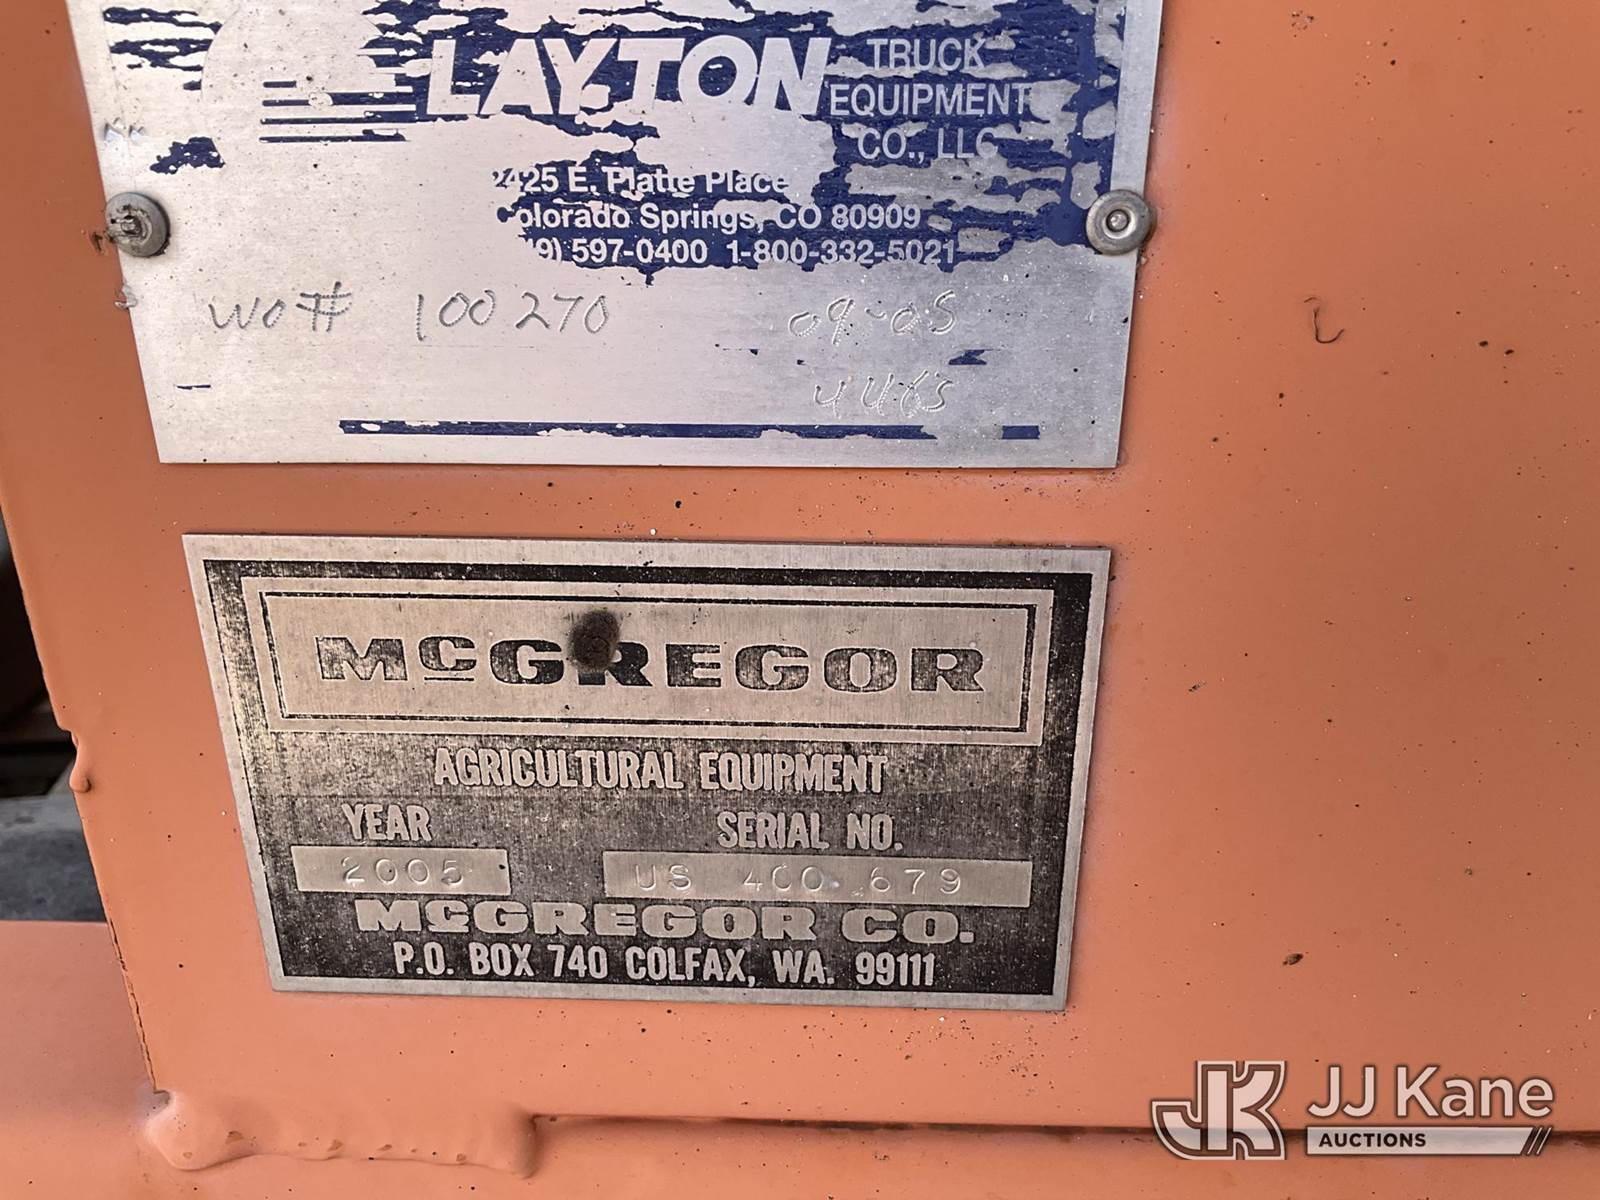 LAYTON TRUCK
EQUIPMENT
CO., LLC
2425 E. Platte Place
Colorado Springs, CO 80909
597-0400 1-800-332-5021
WO# 100270 09-05
McGREGOR
AGRICULTURAL EQUIPMENT
YEAR SERIAL NO.
2005 US 400 679
McGREGOR CO.
P.O. BOX 740 COLFAX, WA. 99111
JK JJ Kane
AUCTIONS